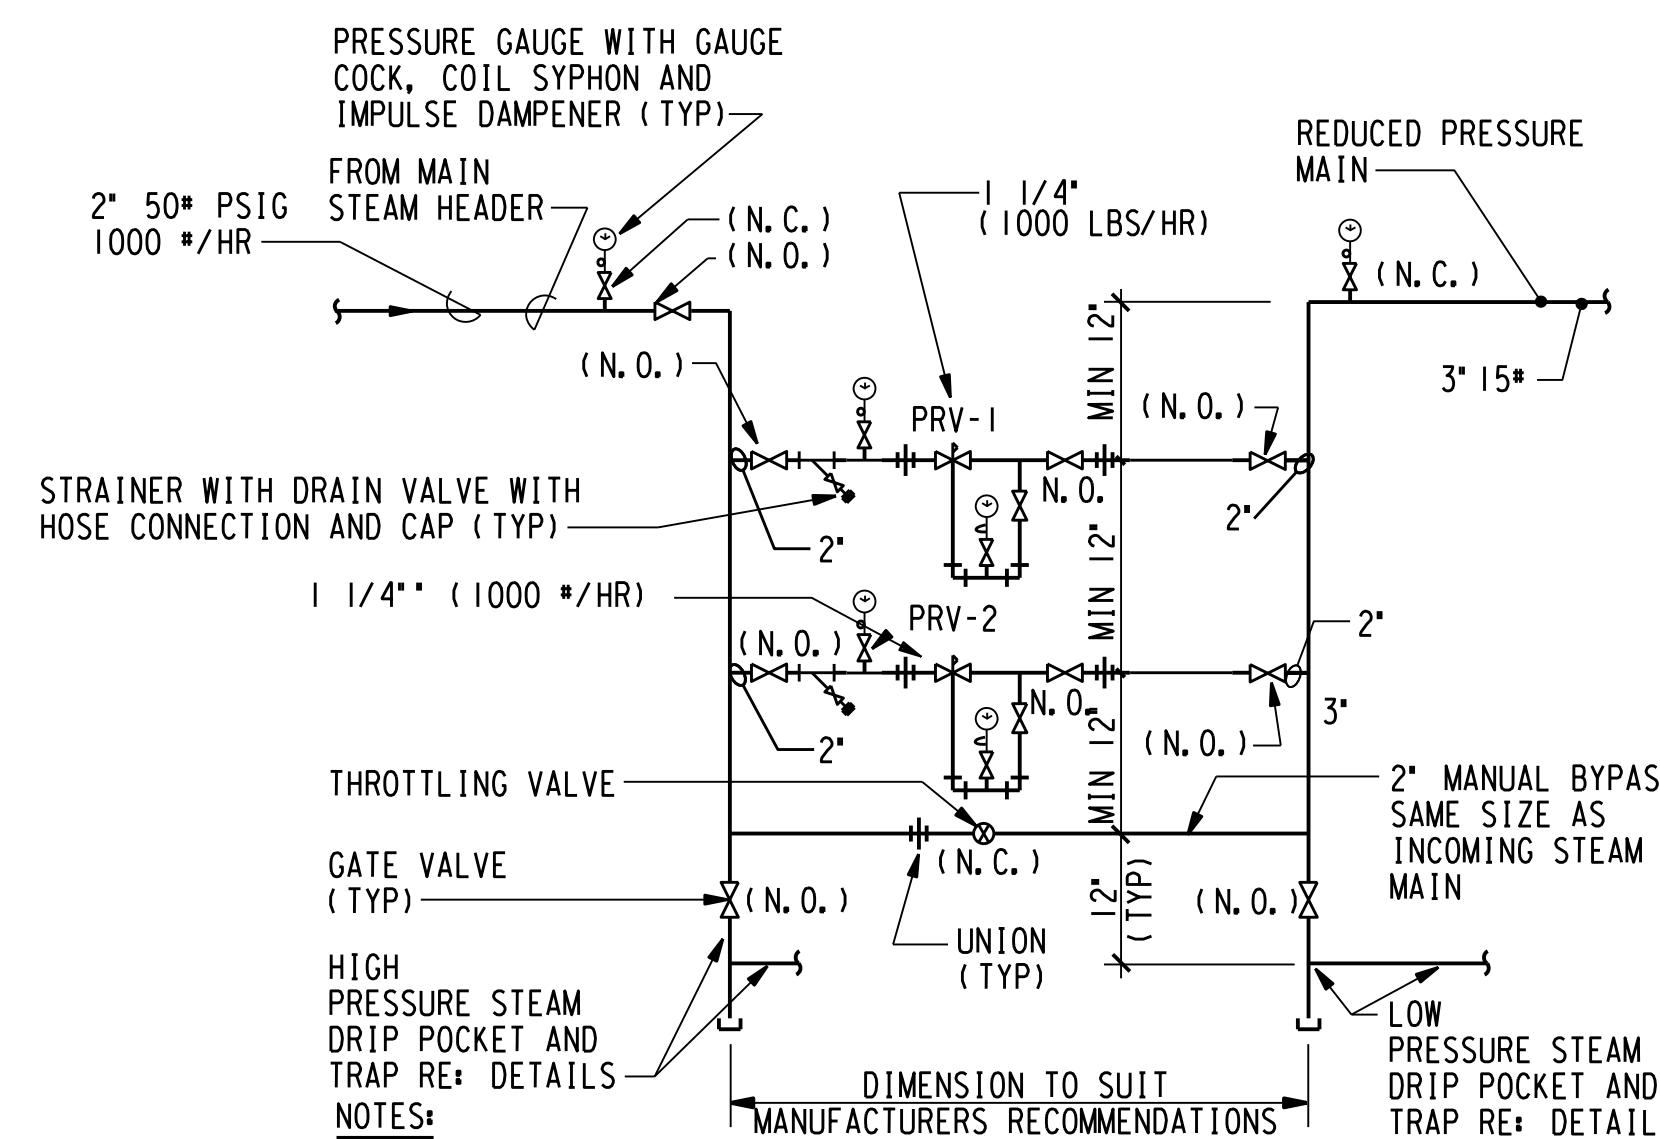 PRESSURE GAUGE WITH GAUGE
COCK, COIL SYPHON AND
IMPULSE DAMPENER (TYP)
FROM MAIN
STEAM HEADER
2" 50# PSIG
1000 #/HR
(N.C.)
(N.O.)
1 1/4"
(1000 LBS/HR)
REDUCED PRESSURE
MAIN
(N.C.)
3" 15#
(N.O.)
PRV-1
MIN 12"
(N.O.)
STRAINER WITH DRAIN VALVE WITH
HOSE CONNECTION AND CAP (TYP)
N.O.
2"
2"
MIN 12"
1 1/4"" (1000 #/HR)
PRV-2
(N.O.)
2"
N.O.
3"
2"
MIN 12"
(N.O.)
THROTTLING VALVE
2" MANUAL BYPAS
SAME SIZE AS
INCOMING STEAM
MAIN
GATE VALVE
(TYP)
(N.O.)
(N.C.)
12"
(TYP)
(N.O.)
UNION
(TYP)
HIGH
PRESSURE STEAM
DRIP POCKET AND
TRAP RE: DETAILS
LOW
PRESSURE STEAM
DRIP POCKET AND
TRAP RE: DETAIL
DIMENSION TO SUIT
MANUFACTURERS RECOMMENDATIONS
NOTES: